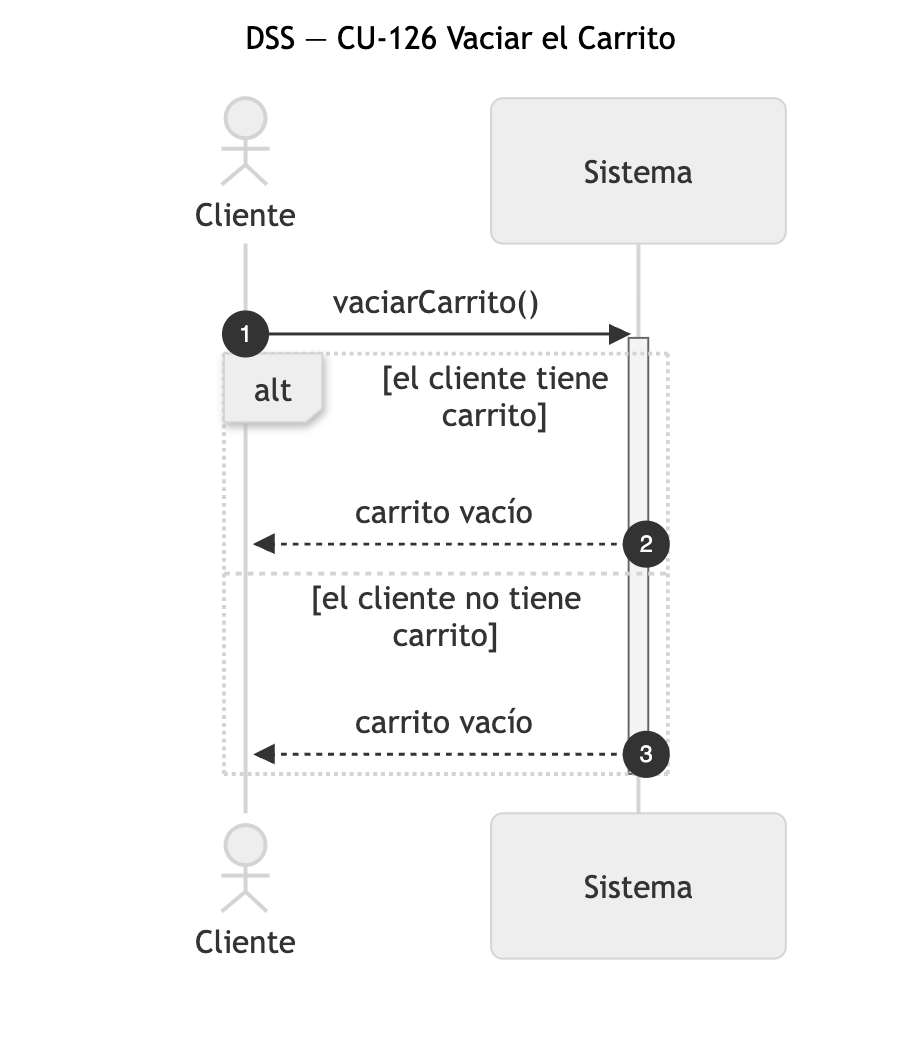 DSS — CU-126 Vaciar el Carrito
Cliente
Sistema
vaciarCarrito()
1
alt
[el cliente tiene
carrito]
carrito vacío
2
[el cliente no tiene
carrito]
carrito vacío
3
Cliente
Sistema